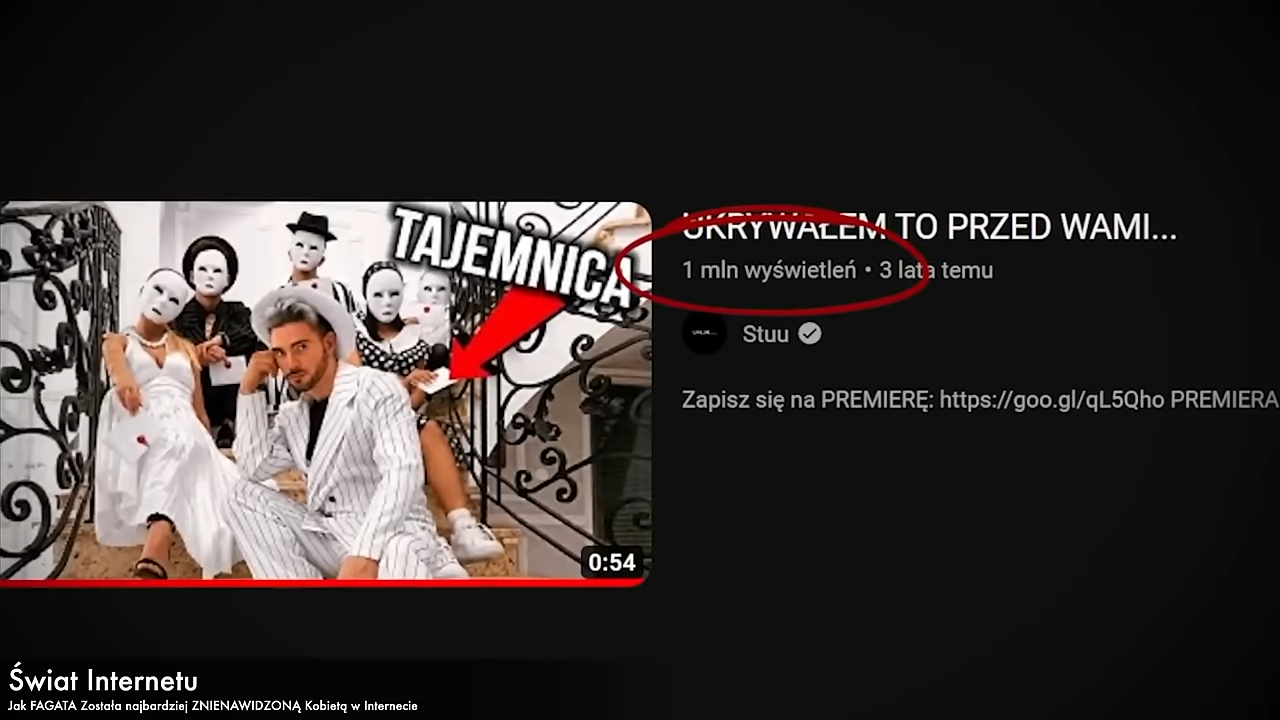 TAJEMNICA
0:54
UKRYWAŁEM TO PRZED WAMI...
1 mln wyświetleń • 3 lata temu
Stuu
Zapisz się na PREMIERĘ: https://goo.gl/qL5Qho PREMIERA
Świat Internetu
Jak FAGATA Została najbardziej ZNIENAWIDZONĄ Kobietą w Internecie